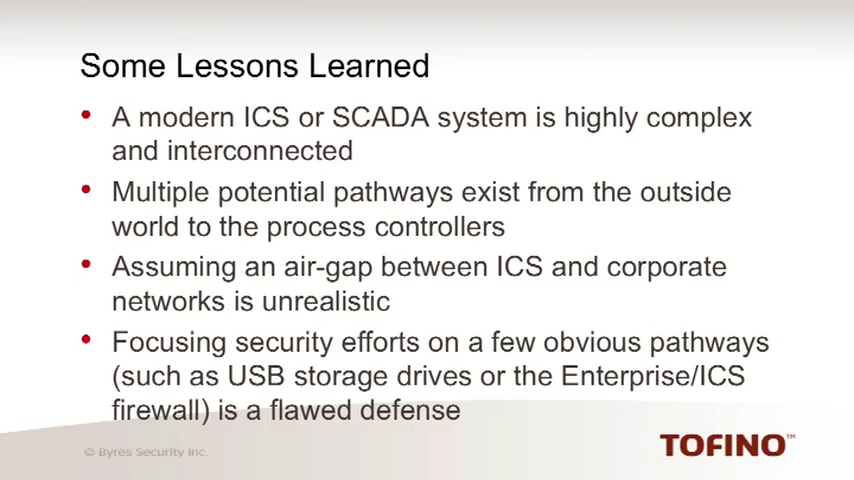 Some Lessons Learned
• A modern ICS or SCADA system is highly complex
and interconnected
• Multiple potential pathways exist from the outside
world to the process controllers
• Assuming an air-gap between ICS and corporate
networks is unrealistic
• Focusing security efforts on a few obvious pathways
(such as USB storage drives or the Enterprise/ICS
firewall) is a flawed defense
© Byres Security Inc.
TOFINO™